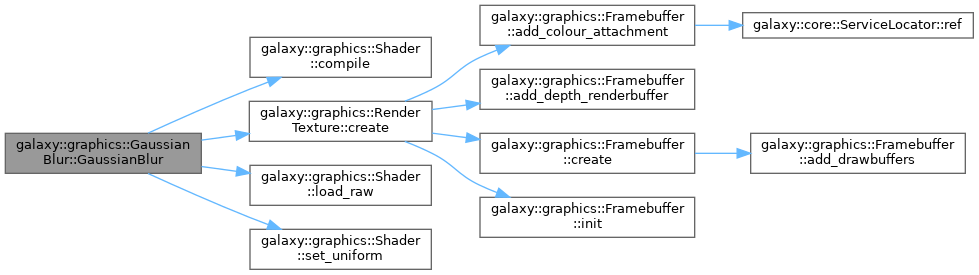 galaxy::graphics::Gaussian
Blur::GaussianBlur
galaxy::graphics::Shader
::compile
galaxy::graphics::Render
Texture::create
galaxy::graphics::Shader
::load_raw
galaxy::graphics::Shader
::set_uniform
galaxy::graphics::Framebuffer
::add_colour_attachment
galaxy::graphics::Framebuffer
::add_depth_renderbuffer
galaxy::graphics::Framebuffer
::create
galaxy::graphics::Framebuffer
::init
galaxy::core::ServiceLocator::ref
galaxy::graphics::Framebuffer
::add_drawbuffers